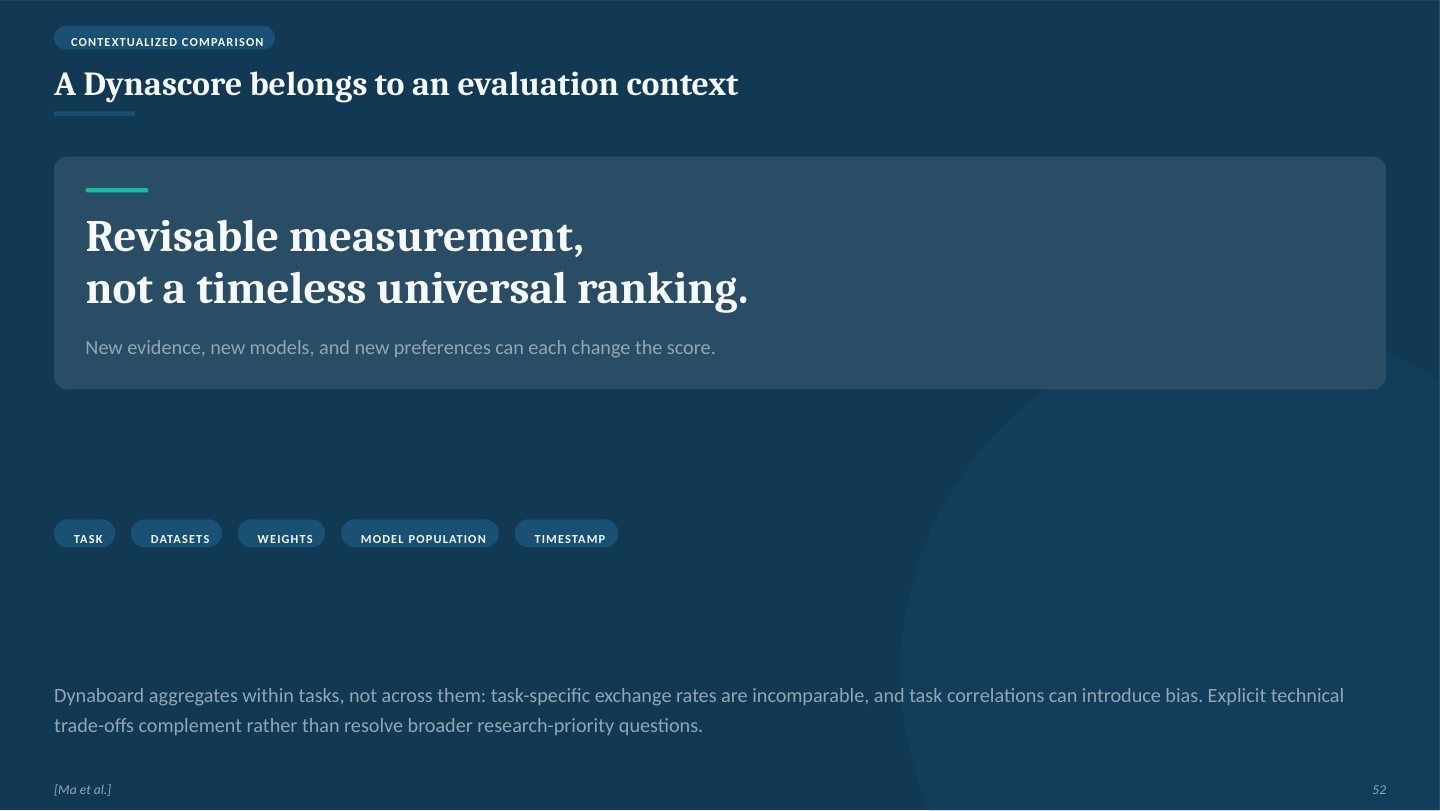 CONTEXTUALIZED COMPARISON
A Dynascore belongs to an evaluation context
Revisable measurement,
not a timeless universal ranking.
New evidence, new models, and new preferences can each change the score.
TASK DATASETS WEIGHTS MODEL POPULATION TIMESTAMP
Dynaboard aggregates within tasks, not across them: task-specific exchange rates are incomparable, and task correlations can introduce bias. Explicit technical
trade-offs complement rather than resolve broader research-priority questions.
[Ma et al.]
52